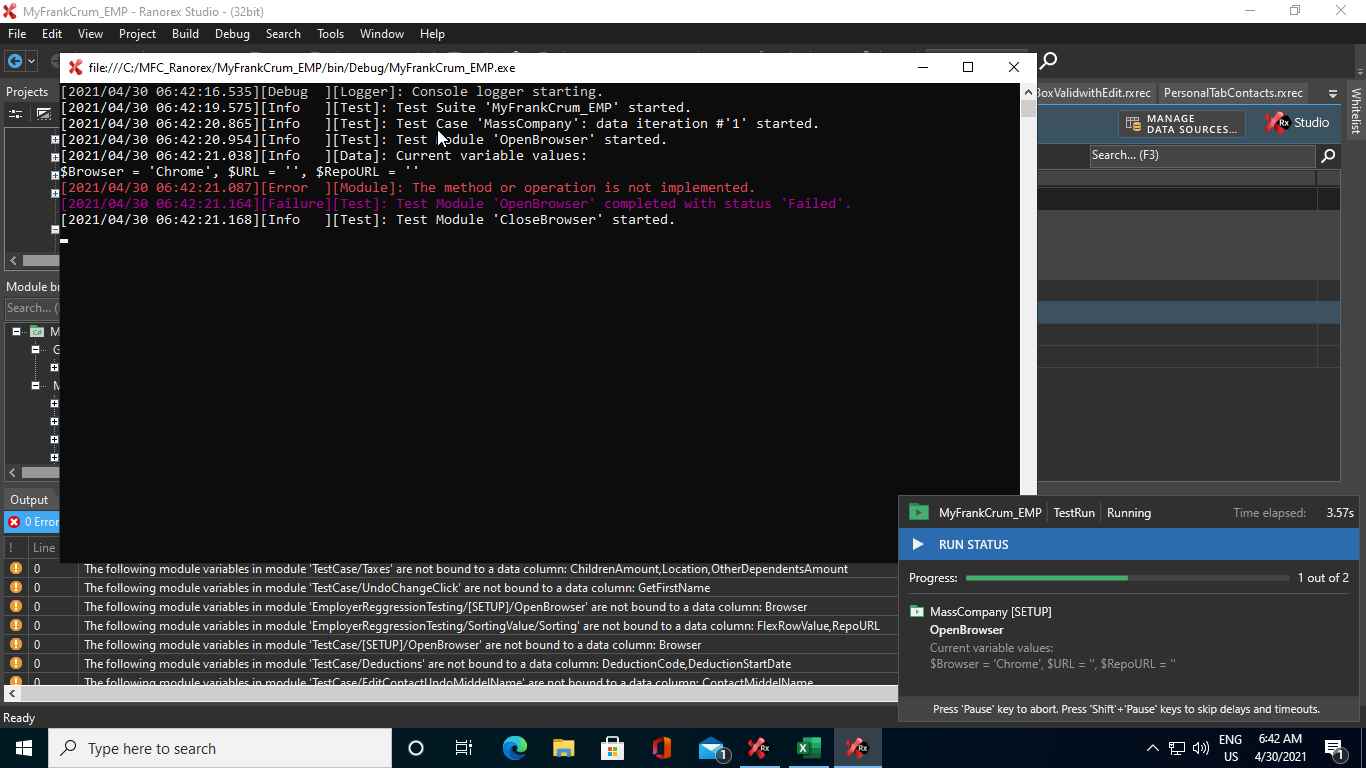 MyFrankCrum_EMP - Ranorex Studio - (32bit)
File Edit View Project Build Debug Search Tools Window Help
file:///C:/MFC_Ranorex/MyFrankCrum_EMP/bin/Debug/MyFrankCrum_EMP.exe
Projects
[2021/04/30 06:42:16.535][Debug  ][Logger]: Console logger starting.
[2021/04/30 06:42:19.575][Info   ][Test]: Test Suite 'MyFrankCrum_EMP' started.
[2021/04/30 06:42:20.865][Info   ][Test]: Test Case 'MassCompany': data iteration #'1' started.
[2021/04/30 06:42:20.954][Info   ][Test]: Test Module 'OpenBrowser' started.
[2021/04/30 06:42:21.038][Info   ][Data]: Current variable values:
$Browser = 'Chrome', $URL = '', $RepoURL = ''
[2021/04/30 06:42:21.087][Error  ][Module]: The method or operation is not implemented.
[2021/04/30 06:42:21.164][Failure][Test]: Test Module 'OpenBrowser' completed with status 'Failed'.
[2021/04/30 06:42:21.168][Info   ][Test]: Test Module 'CloseBrowser' started.
BoxValidwithEdit.rxrec PersonalTabContacts.rxrec
Whitelist
MANAGE
DATA SOURCES...
Rx Studio
Search... (F3)
Module br
Search... (
M
G
M
Output
0 Error
! Line
0 The following module variables in module 'TestCase/Taxes' are not bound to a data column: ChildrenAmount,Location,OtherDependentsAmount
0 The following module variables in module 'TestCase/UndoChangeClick' are not bound to a data column: GetFirstName
0 The following module variables in module 'EmployerReggressionTesting/[SETUP]/OpenBrowser' are not bound to a data column: Browser
0 The following module variables in module 'EmployerReggressionTesting/SortingValue/Sorting' are not bound to a data column: FlexRowValue,RepoURL
0 The following module variables in module 'TestCase/[SETUP]/OpenBrowser' are not bound to a data column: Browser
0 The following module variables in module 'TestCase/Deductions' are not bound to a data column: DeductionCode,DeductionStartDate
0 The following module variables in module 'TestCase/EditContactUndoMiddelName' are not bound to a data column: ContactMiddelName
MyFrankCrum_EMP TestRun Running Time elapsed: 3.57s
RUN STATUS
Progress: 1 out of 2
MassCompany [SETUP]
OpenBrowser
Current variable values:
$Browser = 'Chrome', $URL = '', $RepoURL = ''
Press 'Pause' key to abort. Press 'Shift'+'Pause' keys to skip delays and timeouts.
Ready
Type here to search
1
Rx
Rx
ENG
US
6:42 AM
4/30/2021
1